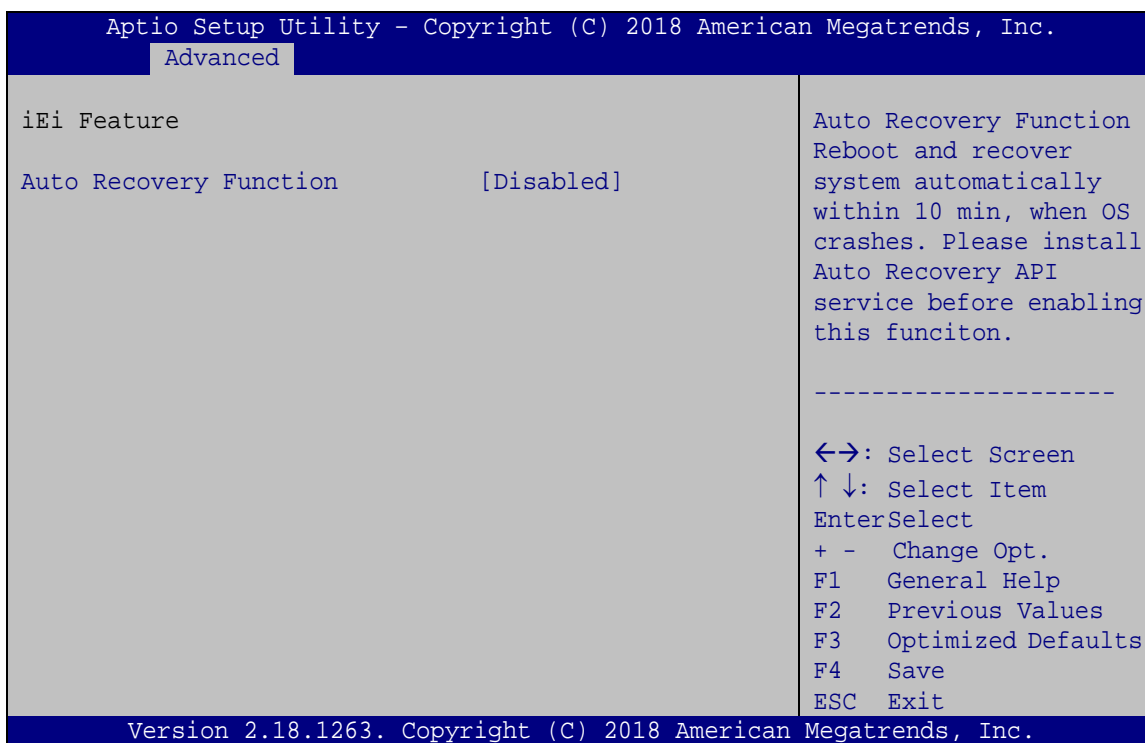 Aptio Setup Utility – Copyright (C) 2018 American Megatrends, Inc.
Advanced
iEi Feature
Auto Recovery Function [Disabled]
Auto Recovery Function
Reboot and recover
system automatically
within 10 min, when OS
crashes. Please install
Auto Recovery API
service before enabling
this funciton.
---------------------
←→: Select Screen
↑ ↓: Select Item
EnterSelect
+ - Change Opt.
F1 General Help
F2 Previous Values
F3 Optimized Defaults
F4 Save
ESC Exit
Version 2.18.1263. Copyright (C) 2018 American Megatrends, Inc.